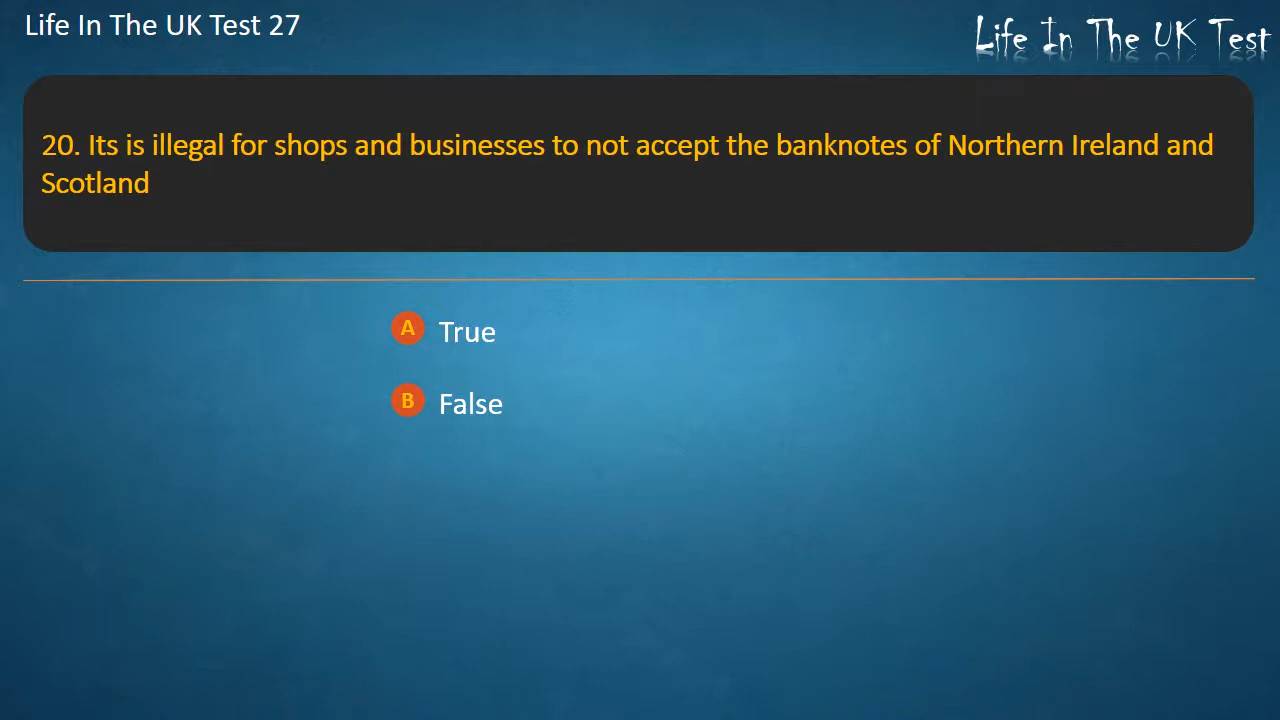 Life In The UK Test 27
Life In The UK Test
20. Its is illegal for shops and businesses to not accept the banknotes of Northern Ireland and
Scotland
A True
B False